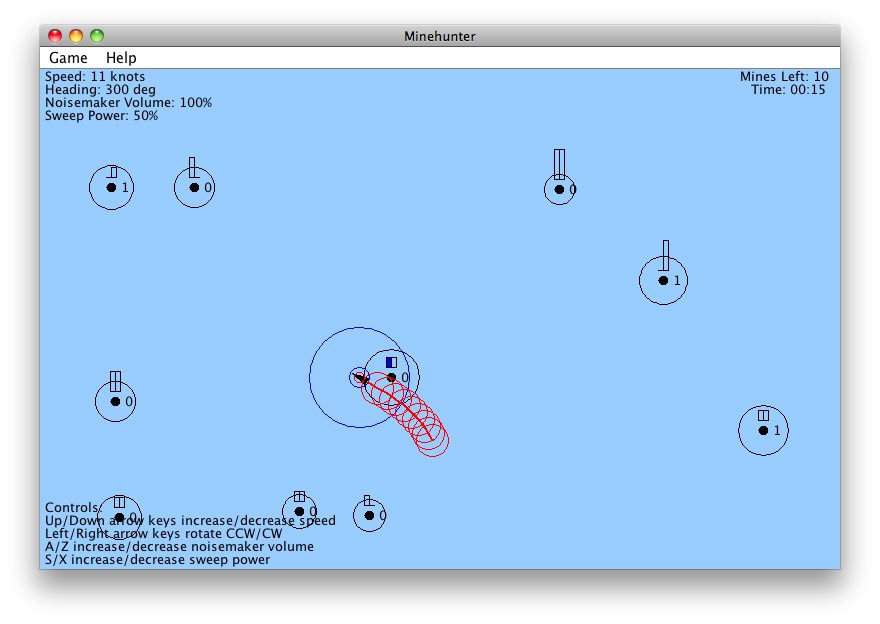 Minehunter
Game Help
Speed: 11 knots
Heading: 300 deg
Noisemaker Volume: 100%
Sweep Power: 50%
Mines Left: 10
Time: 00:15
1
0
0
1
0
0
1
0
0
0
Controls:
Up/Down arrow keys increase/decrease speed
Left/Right arrow keys rotate CCW/CW
A/Z increase/decrease noisemaker volume
S/X increase/decrease sweep power